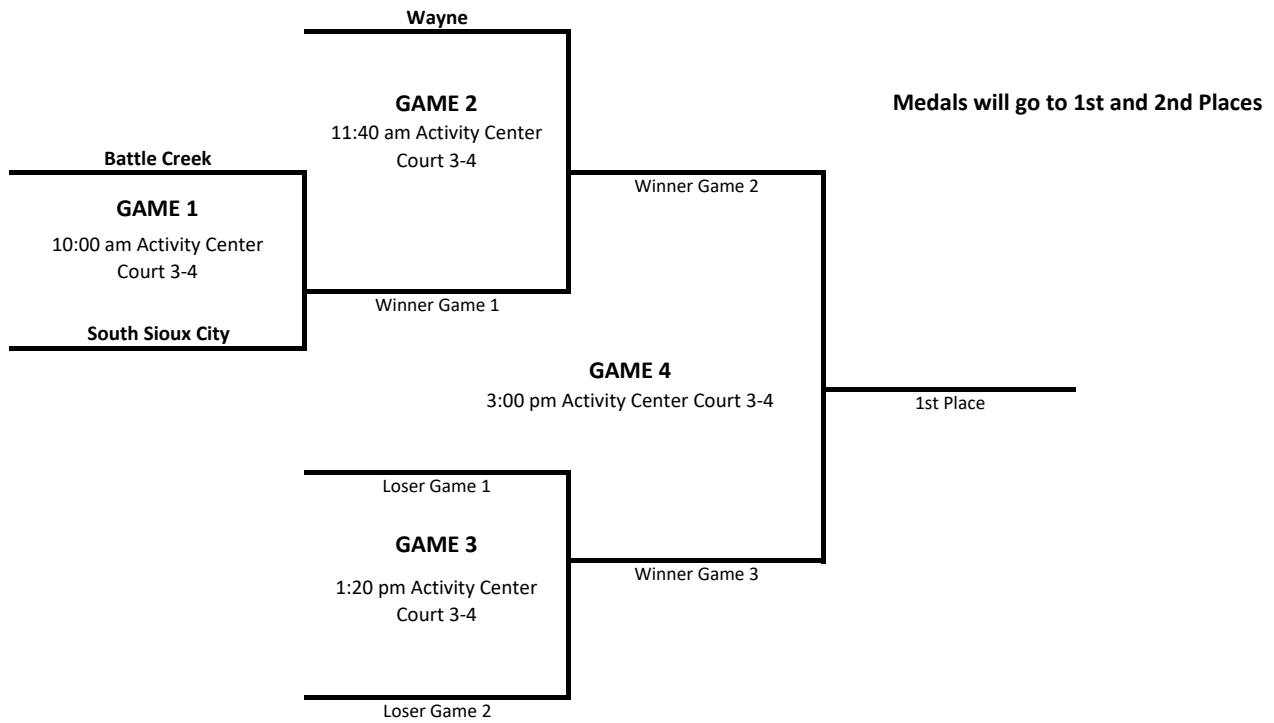 Wayne
GAME 2
11:40 am Activity Center
Court 3-4
Medals will go to 1st and 2nd Places
Battle Creek
GAME 1
10:00 am Activity Center
Court 3-4
Winner Game 2
Winner Game 1
South Sioux City
GAME 4
3:00 pm Activity Center Court 3-4
1st Place
Loser Game 1
GAME 3
1:20 pm Activity Center
Court 3-4
Winner Game 3
Loser Game 2